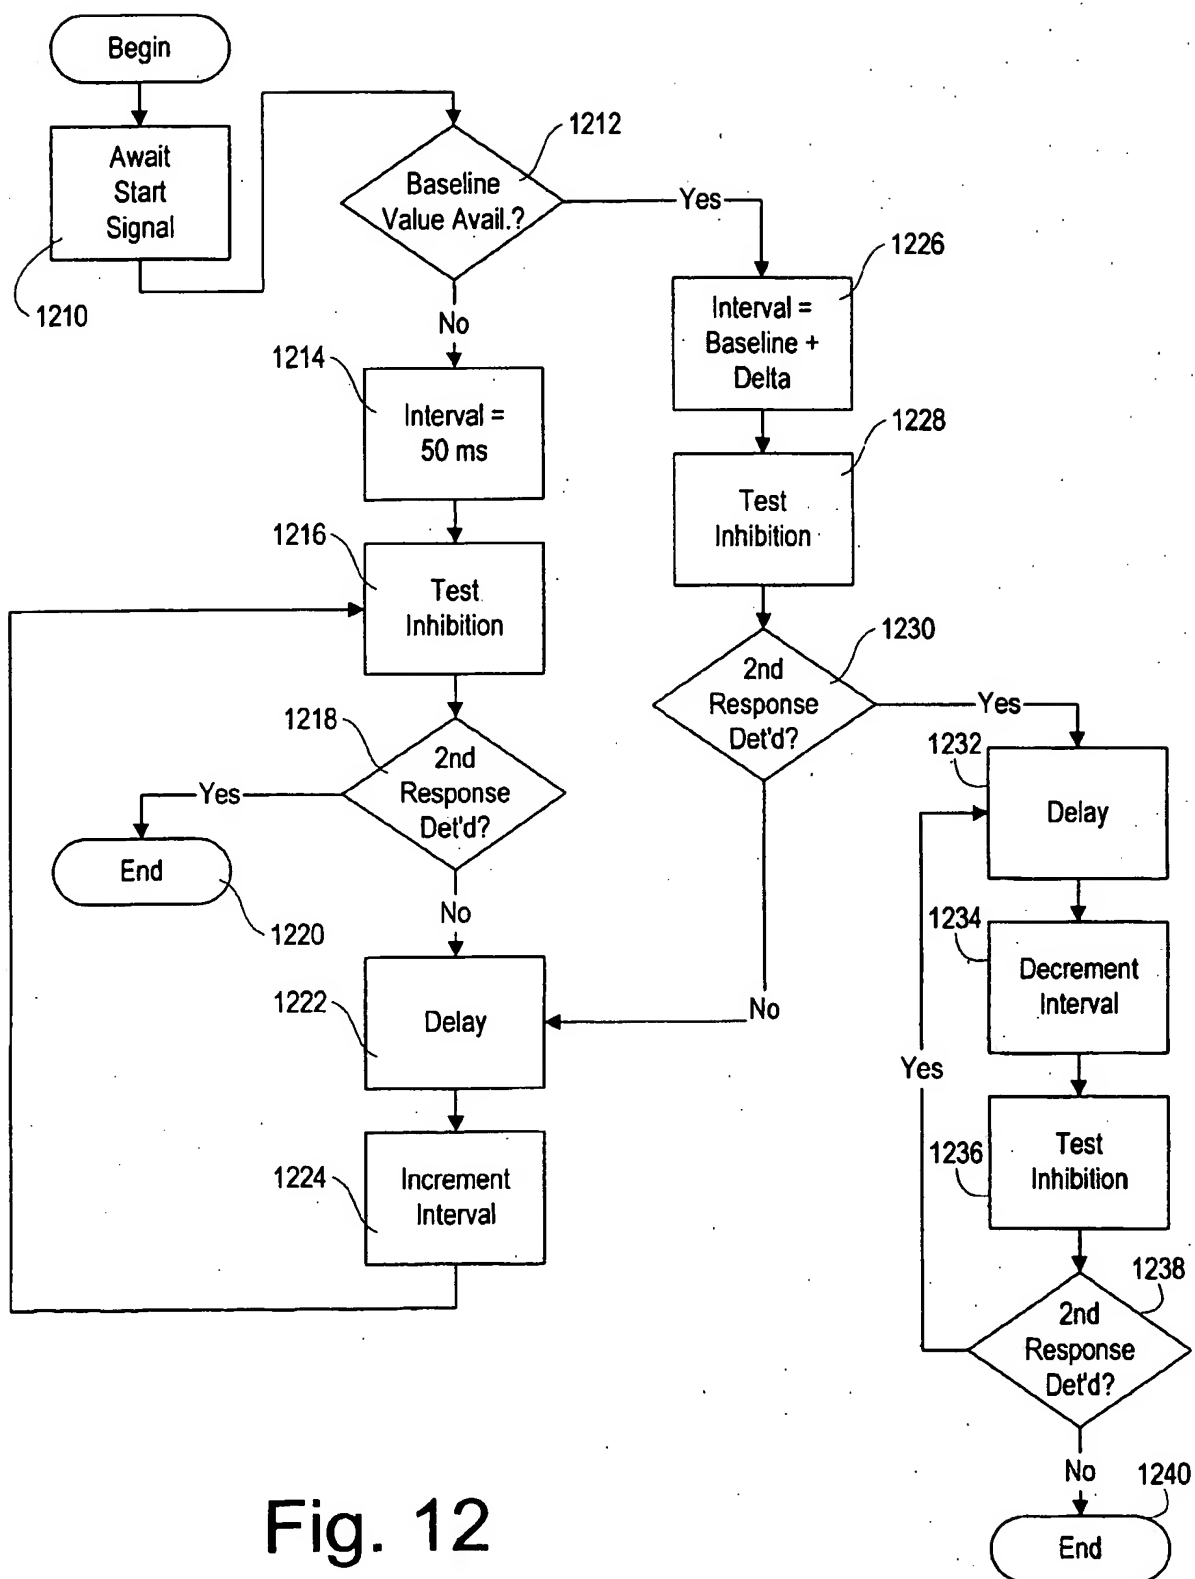 Begin
Await
Start
Signal
1210
Baseline
Value Avail.?
1212
Yes
No
1214
Interval =
50 ms
1216
Test
Inhibition
1218
2nd
Response
Det'd?
Yes
End
1220
No
1222
Delay
1224
Increment
Interval
1226
Interval =
Baseline +
Delta
1228
Test
Inhibition
1230
2nd
Response
Det'd?
Yes
No
1232
Delay
1234
Decrement
Interval
1236
Test
Inhibition
1238
2nd
Response
Det'd?
Yes
No
1240
End
Fig. 12